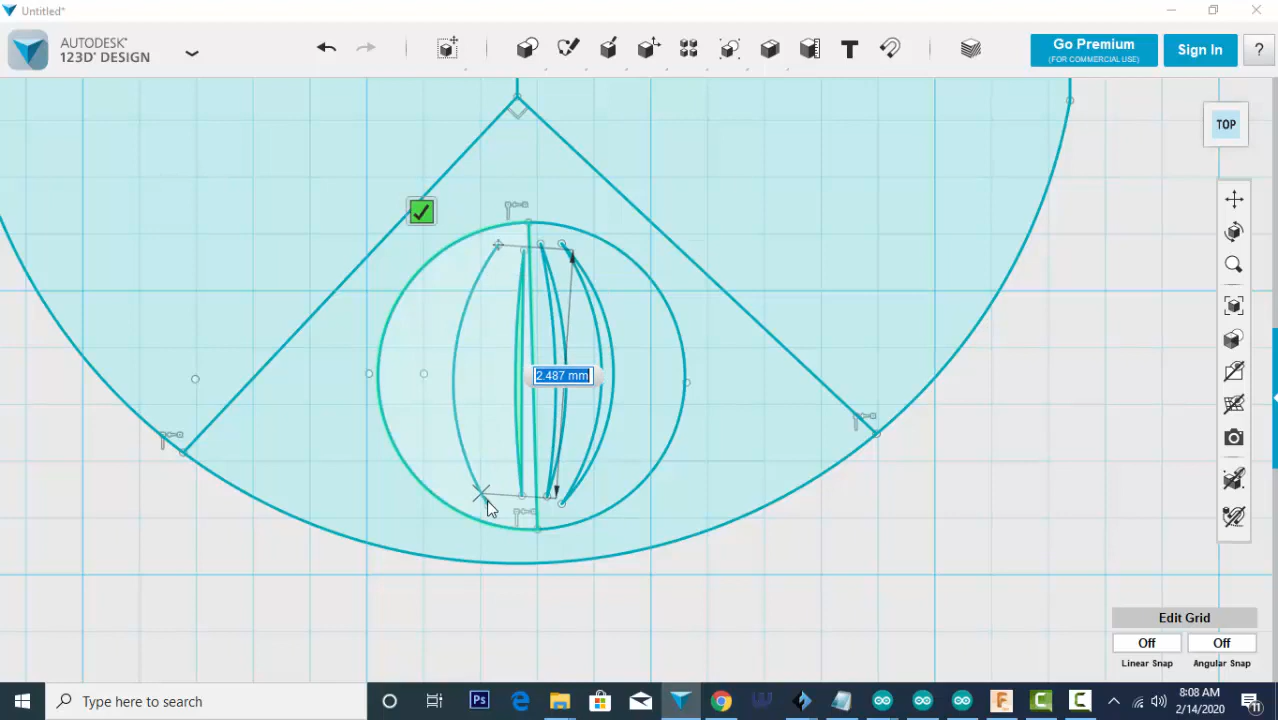 Untitled*
AUTODESK®
123D® DESIGN
Go Premium
(FOR COMMERCIAL USE)
Sign In
?
TOP
2.487 mm
Edit Grid
Off
Off
Linear Snap
Angular Snap
Type here to search
Ps
8:08 AM
2/14/2020
11